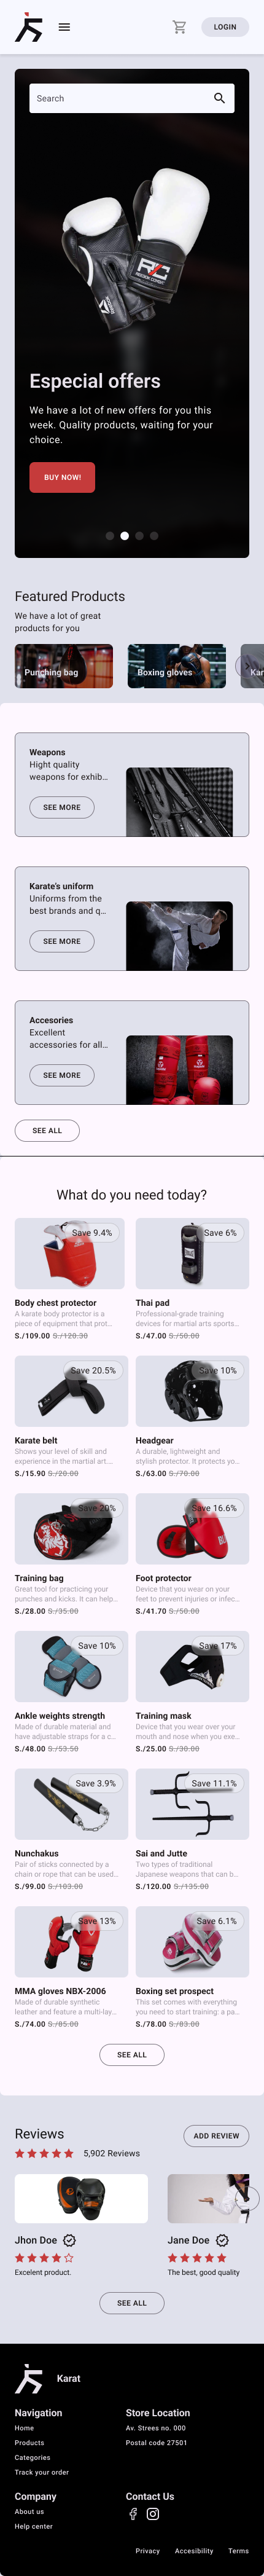 LOGIN
Search
RC
Especial offers
We have a lot of new offers for you this
week. Quality products, waiting for your
choice.
BUY NOW!
Featured Products
We have a lot of great
products for you
Punching bag
Boxing gloves
Kar
Weapons
Hight quality
weapons for exhib...
SEE MORE
Karate's uniform
Uniforms from the
best brands and q...
SEE MORE
Accesories
Excellent
accessories for all...
SEE MORE
SEE ALL
What do you need today?
Save 9.4%
Body chest protector
A karate body protector is a
piece of equipment that prot...
S./109.00 S./120.30
Save 6%
Thai pad
Professional-grade training
devices for martial arts sports...
S./47.00 S./50.00
Save 20.5%
Karate belt
Shows your level of skill and
experience in the martial art....
S./15.90 S./20.00
Save 10%
Headgear
A durable, lightweight and
stylish protector. It protects yo...
S./63.00 S./70.00
Save 20%
Training bag
Great tool for practicing your
punches and kicks. It can help...
S./28.00 S./35.00
Save 16.6%
Foot protector
Device that you wear on your
feet to prevent injuries or infec...
S./41.70 S./50.00
Save 10%
Ankle weights strength
Made of durable material and
have adjustable straps for a c...
S./48.00 S./53.50
Save 17%
Training mask
Device that you wear over your
mouth and nose when you exe...
S./25.00 S./30.00
Save 3.9%
Nunchakus
Pair of sticks connected by a
chain or rope that can be used...
S./99.00 S./103.00
Save 11.1%
Sai and Jutte
Two types of traditional
Japanese weapons that can b...
S./120.00 S./135.00
Save 13%
MMA gloves NBX-2006
Made of durable synthetic
leather and feature a multi-lay...
S./74.00 S./85.00
Save 6.1%
Boxing set prospect
This set comes with everything
you need to start training: a pa...
S./78.00 S./83.00
SEE ALL
Reviews
5,902 Reviews
ADD REVIEW
Jhon Doe
Excelent product.
Jane Doe
The best, good quality
SEE ALL
Karat
Navigation
Home
Products
Categories
Track your order
Store Location
Av. Strees no. 000
Postal code 27501
Company
About us
Help center
Contact Us
Privacy
Accesibility
Terms